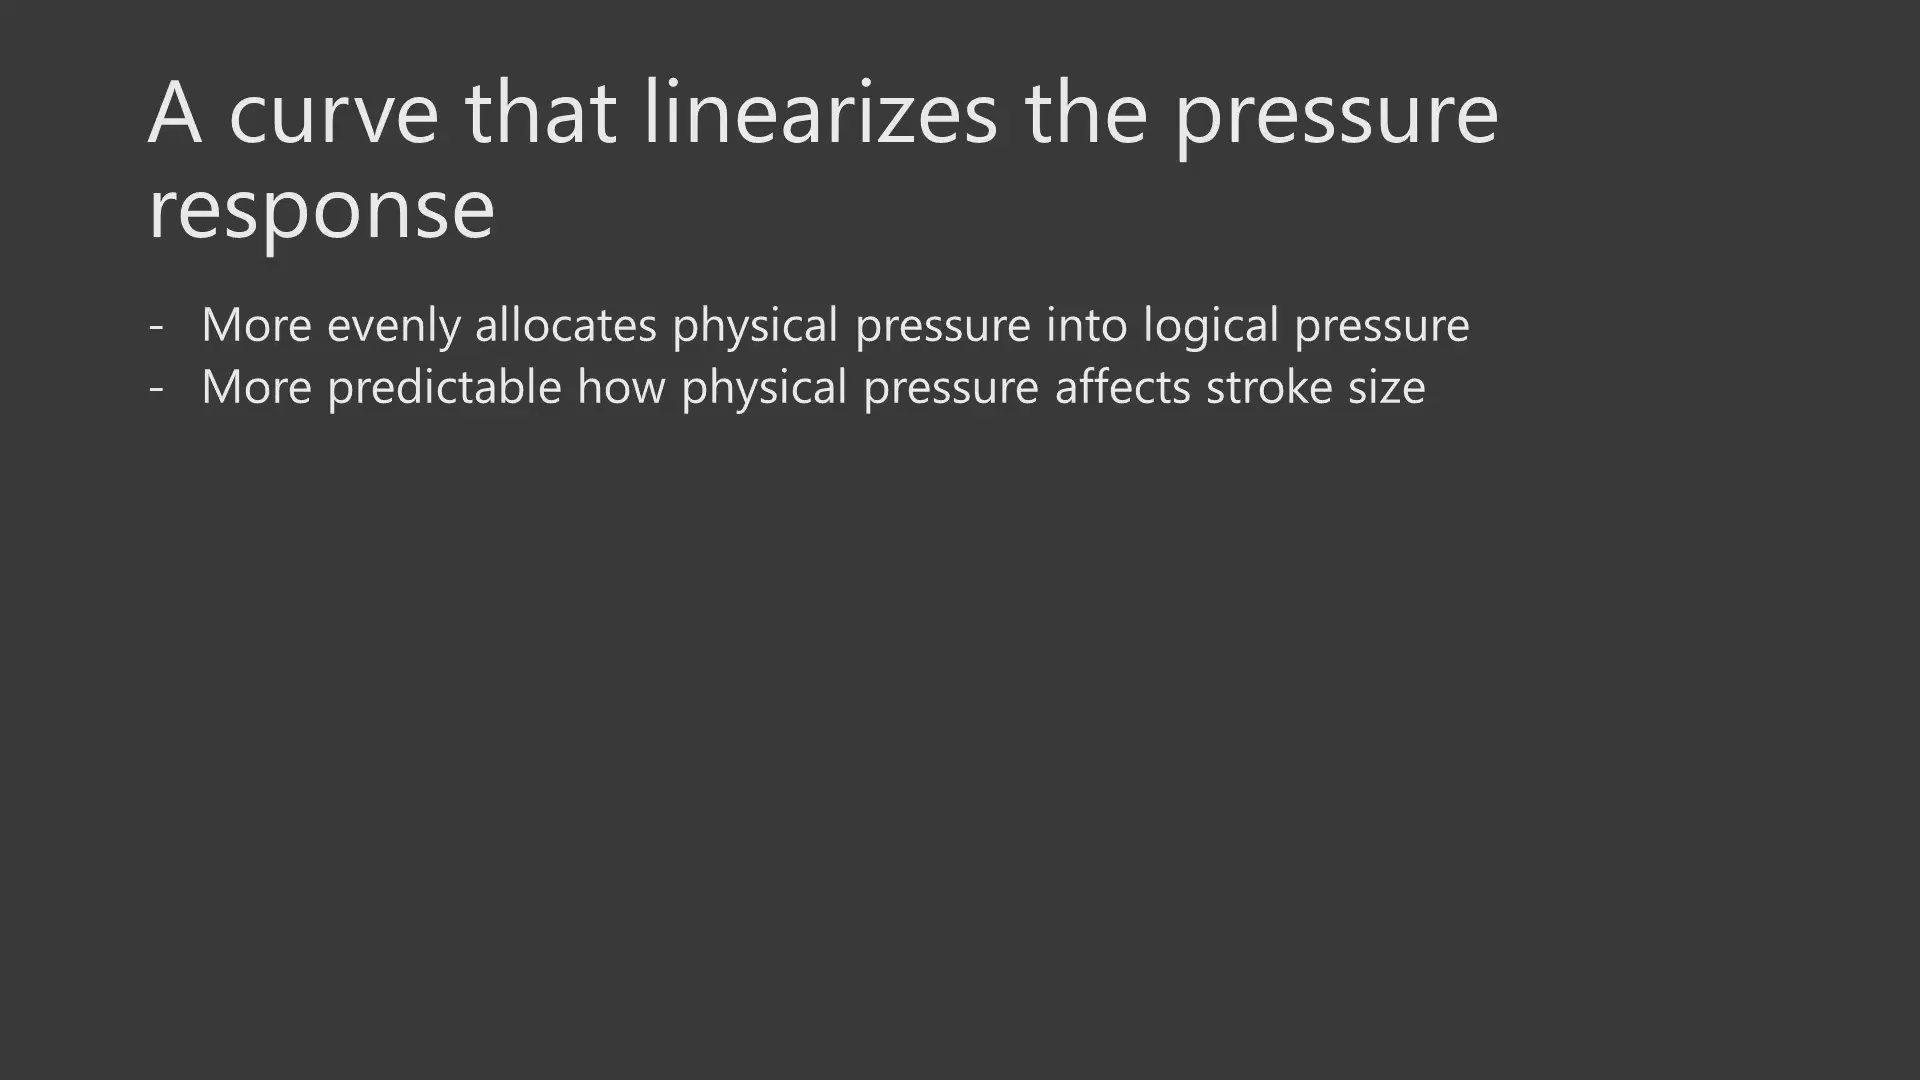 A curve that linearizes the pressure
response
- More evenly allocates physical pressure into logical pressure
- More predictable how physical pressure affects stroke size